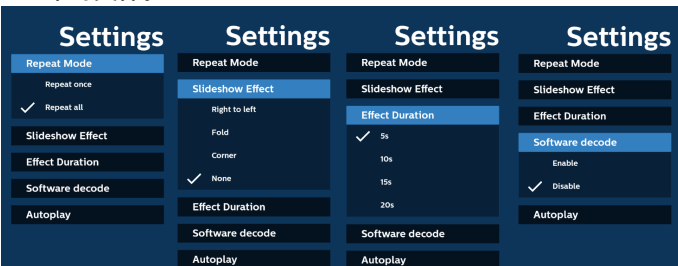 Settings
Repeat Mode
Repeat once
Repeat all
Slideshow Effect
Effect Duration
Software decode
Autoplay
Settings
Repeat Mode
Slideshow Effect
Right to left
Fold
Corner
None
Effect Duration
Software decode
Autoplay
Settings
Repeat Mode
Slideshow Effect
Effect Duration
5s
10s
15s
20s
Software decode
Autoplay
Settings
Repeat Mode
Slideshow Effect
Effect Duration
Software decode
Enable
Disable
Autoplay